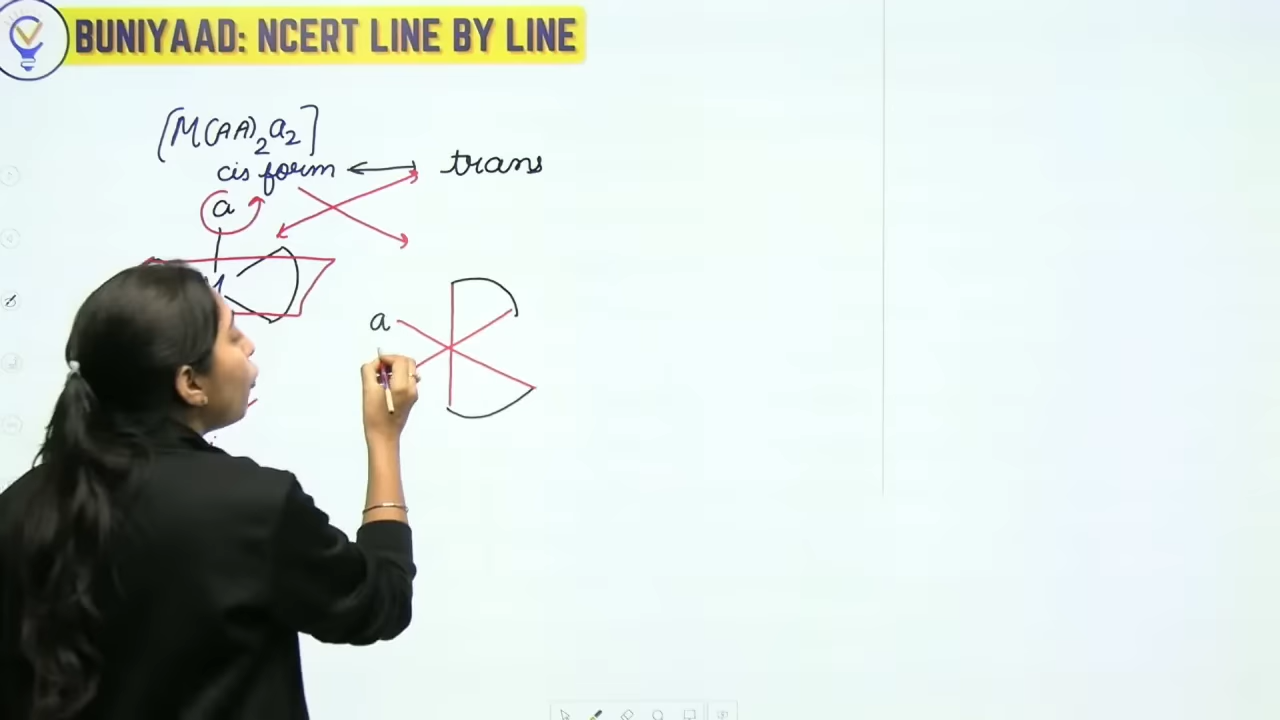 BUNIYAAD: NCERT LINE BY LINE
[M(AA)₂a₂]
cis form ⟷ trans
a
M
a